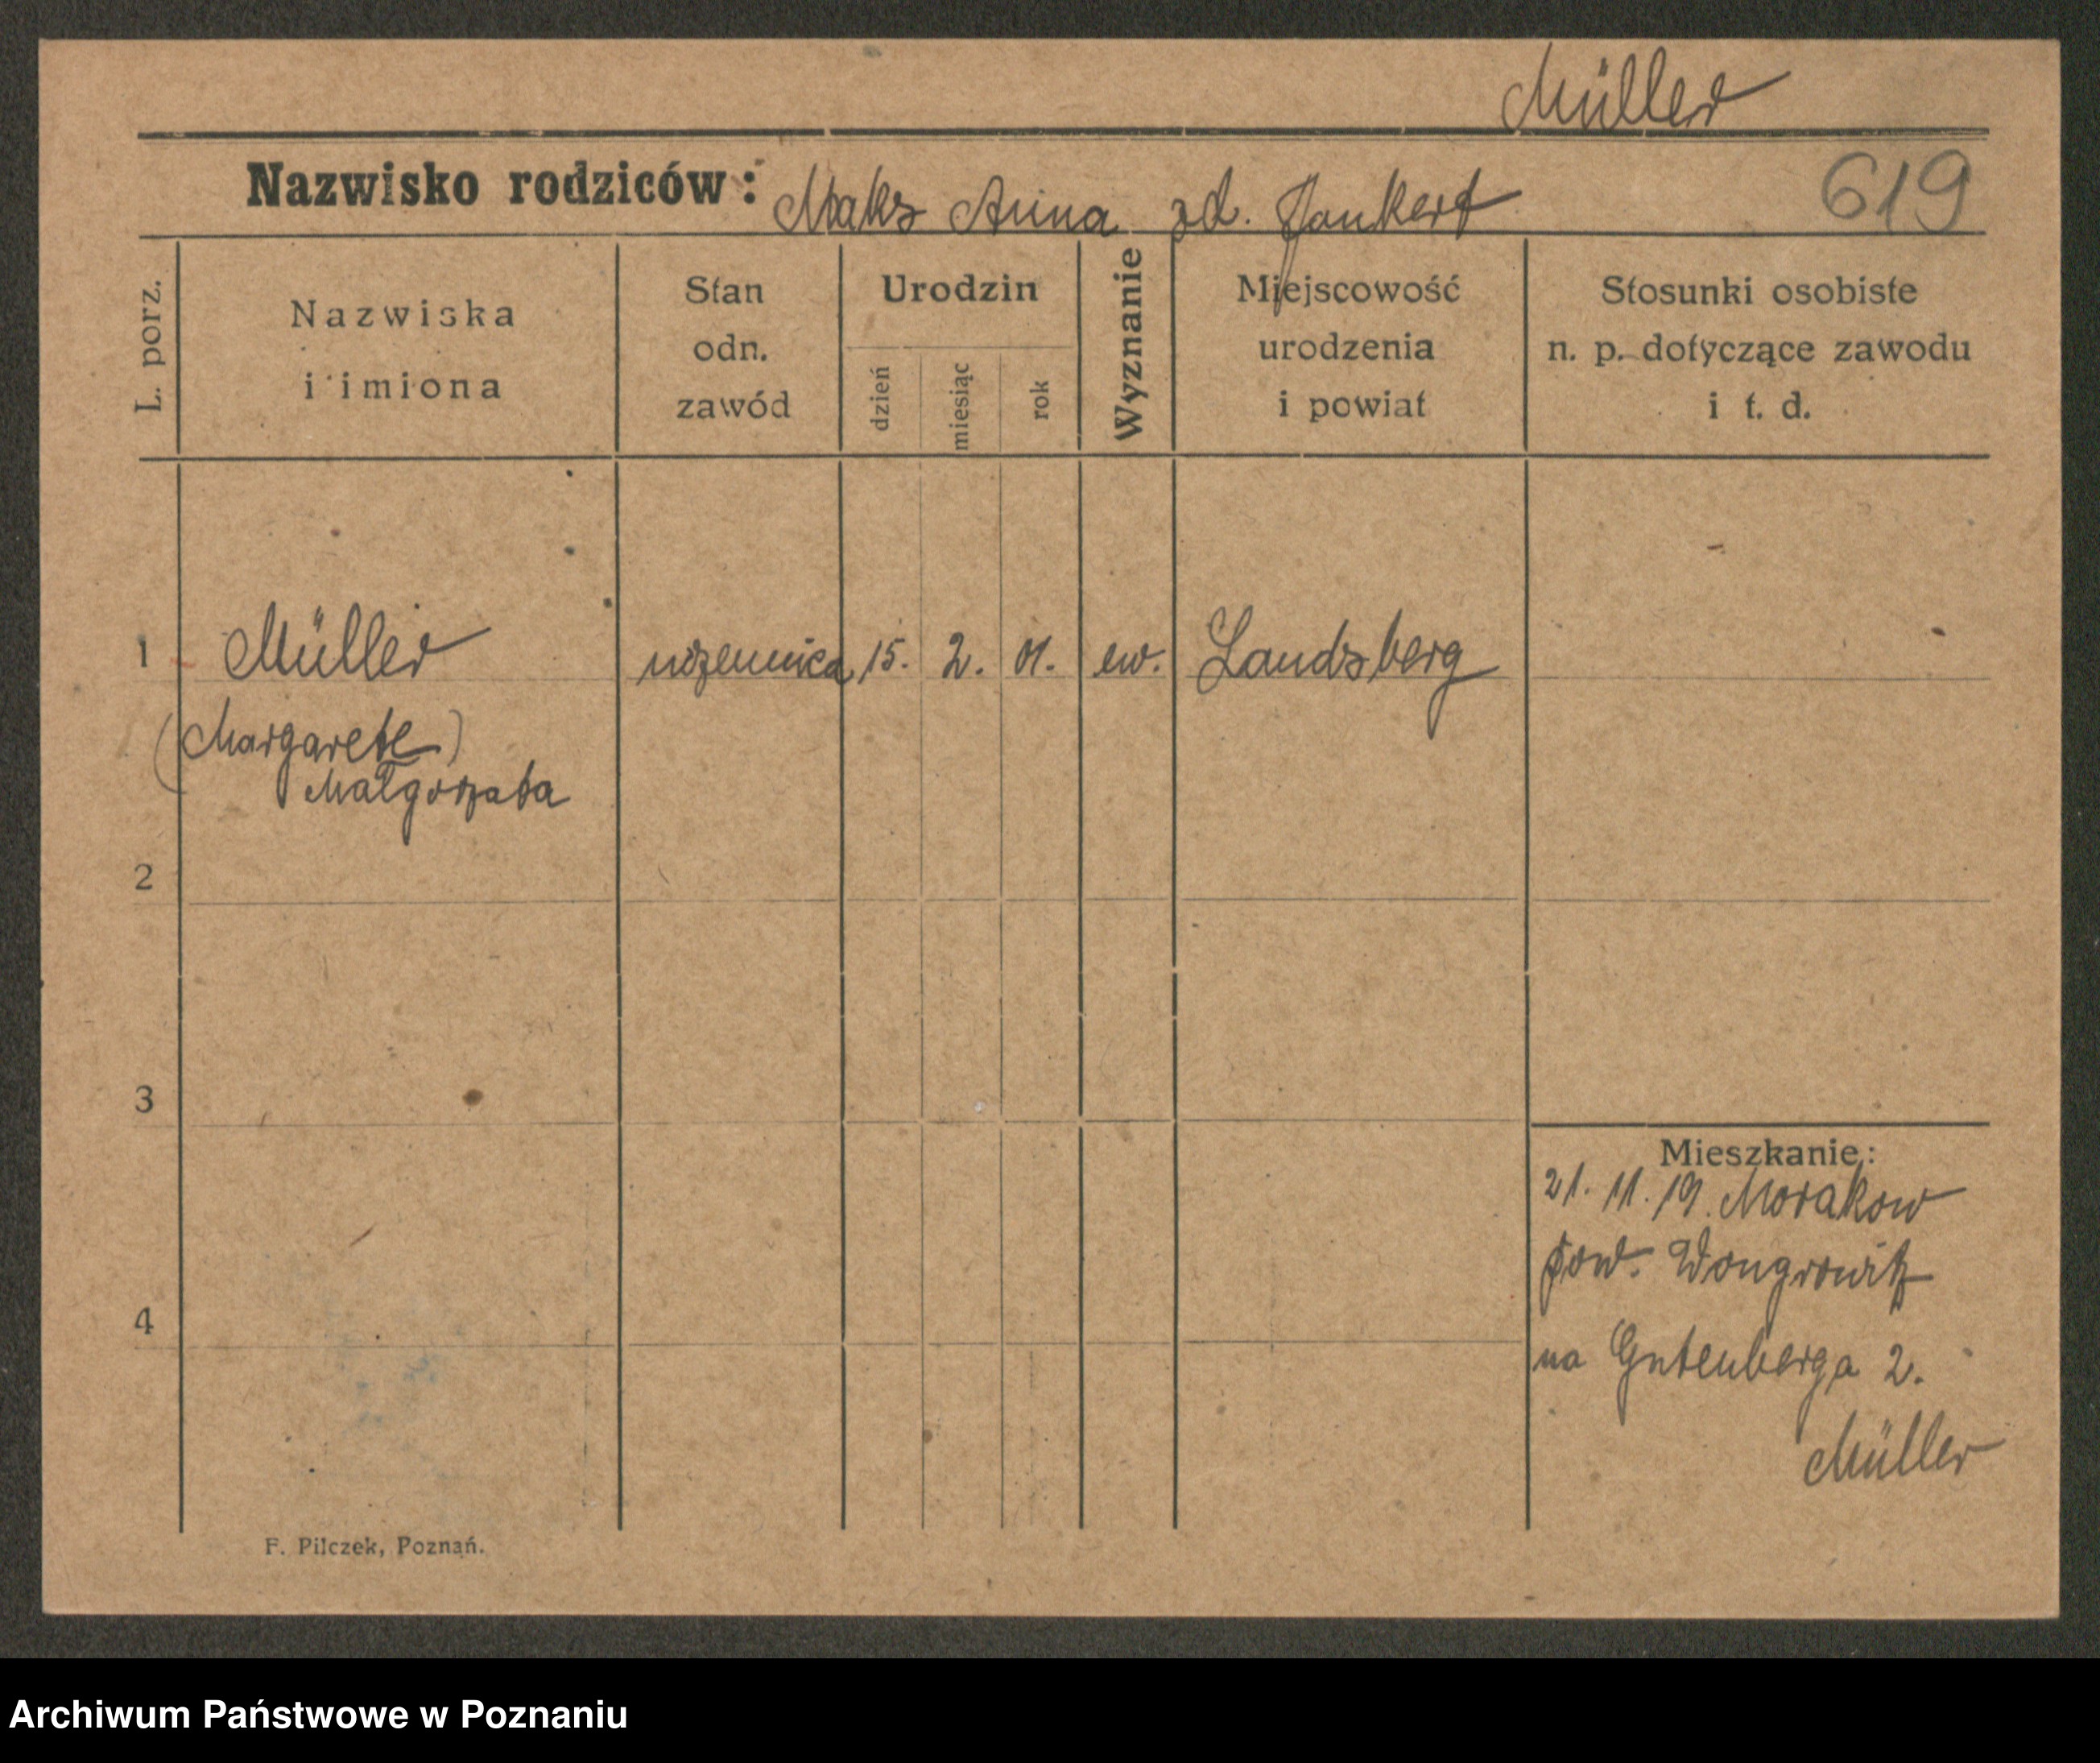 Müller
Nazwisko rodziców: Maks Anna zd. Jankert
619
L. porz.
Nazwiska
i imiona
Stan
odn.
zawód
Urodzin
dzień
miesiąc
rok
Wyznanie
Miejscowość
urodzenia
i powiat
Stosunki osobiste
n. p. dotyczące zawodu
i t. d.
1 Müller uczennica 15. 2. 01. ew. Landsberg
(Margarete)
Małgorzata
2
3
Mieszkanie:
21. 11. 19. Morakow
pow. Wongrowitz
4
na Gutenberga 2.
Müller
F. Pilczek, Poznań.
Archiwum Państwowe w Poznaniu